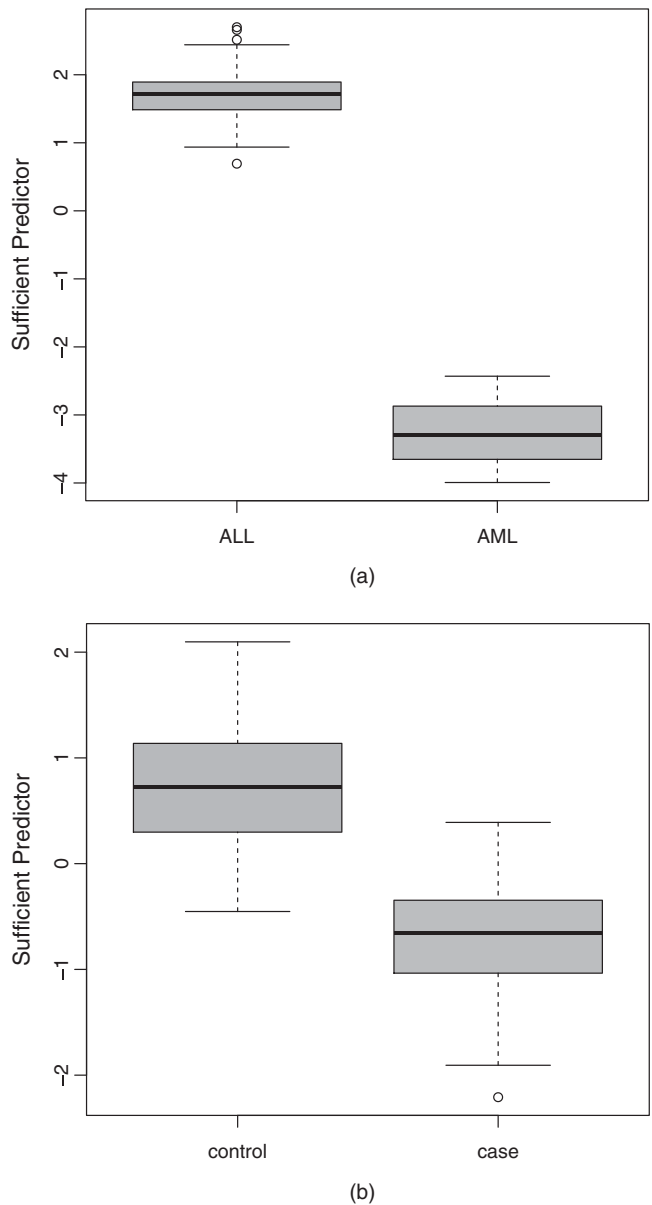 Sufficient Predictor
2
1
0
−1
−2
−3
−4
ALL
AML
(a)
Sufficient Predictor
2
1
0
−1
−2
control
case
(b)